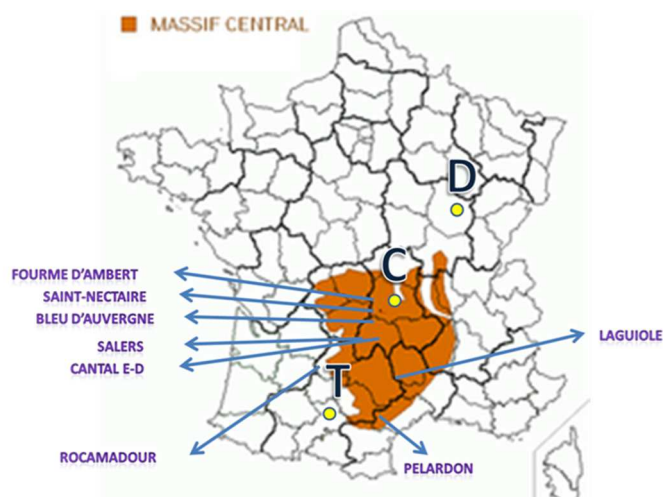 MASSIF CENTRAL
D
C
FOURME D'AMBERT
SAINT-NECTAIRE
BLEU D'AUVERGNE
SALERS
LAGUIOLE
CANTAL E-D
T
ROCAMADOUR
PELARDON